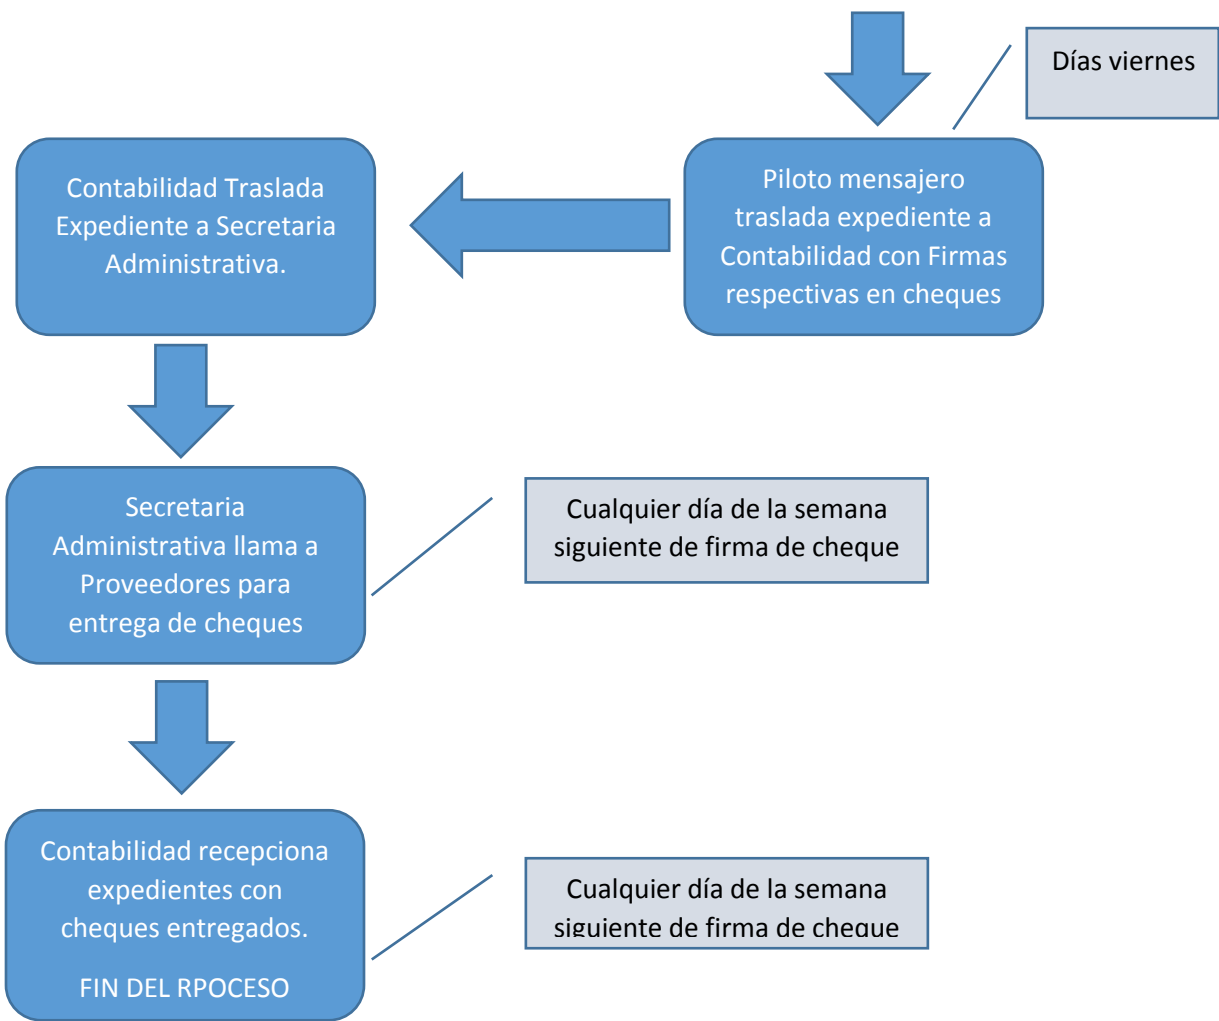 Días viernes
Piloto mensajero
traslada expediente a
Contabilidad con Firmas
respectivas en cheques
Contabilidad Traslada
Expediente a Secretaria
Administrativa.
Secretaria
Administrativa llama a
Proveedores para
entrega de cheques
Cualquier día de la semana
siguiente de firma de cheque
Contabilidad recepciona
expedientes con
cheques entregados.
FIN DEL RPOCESO
Cualquier día de la semana
siguiente de firma de cheque